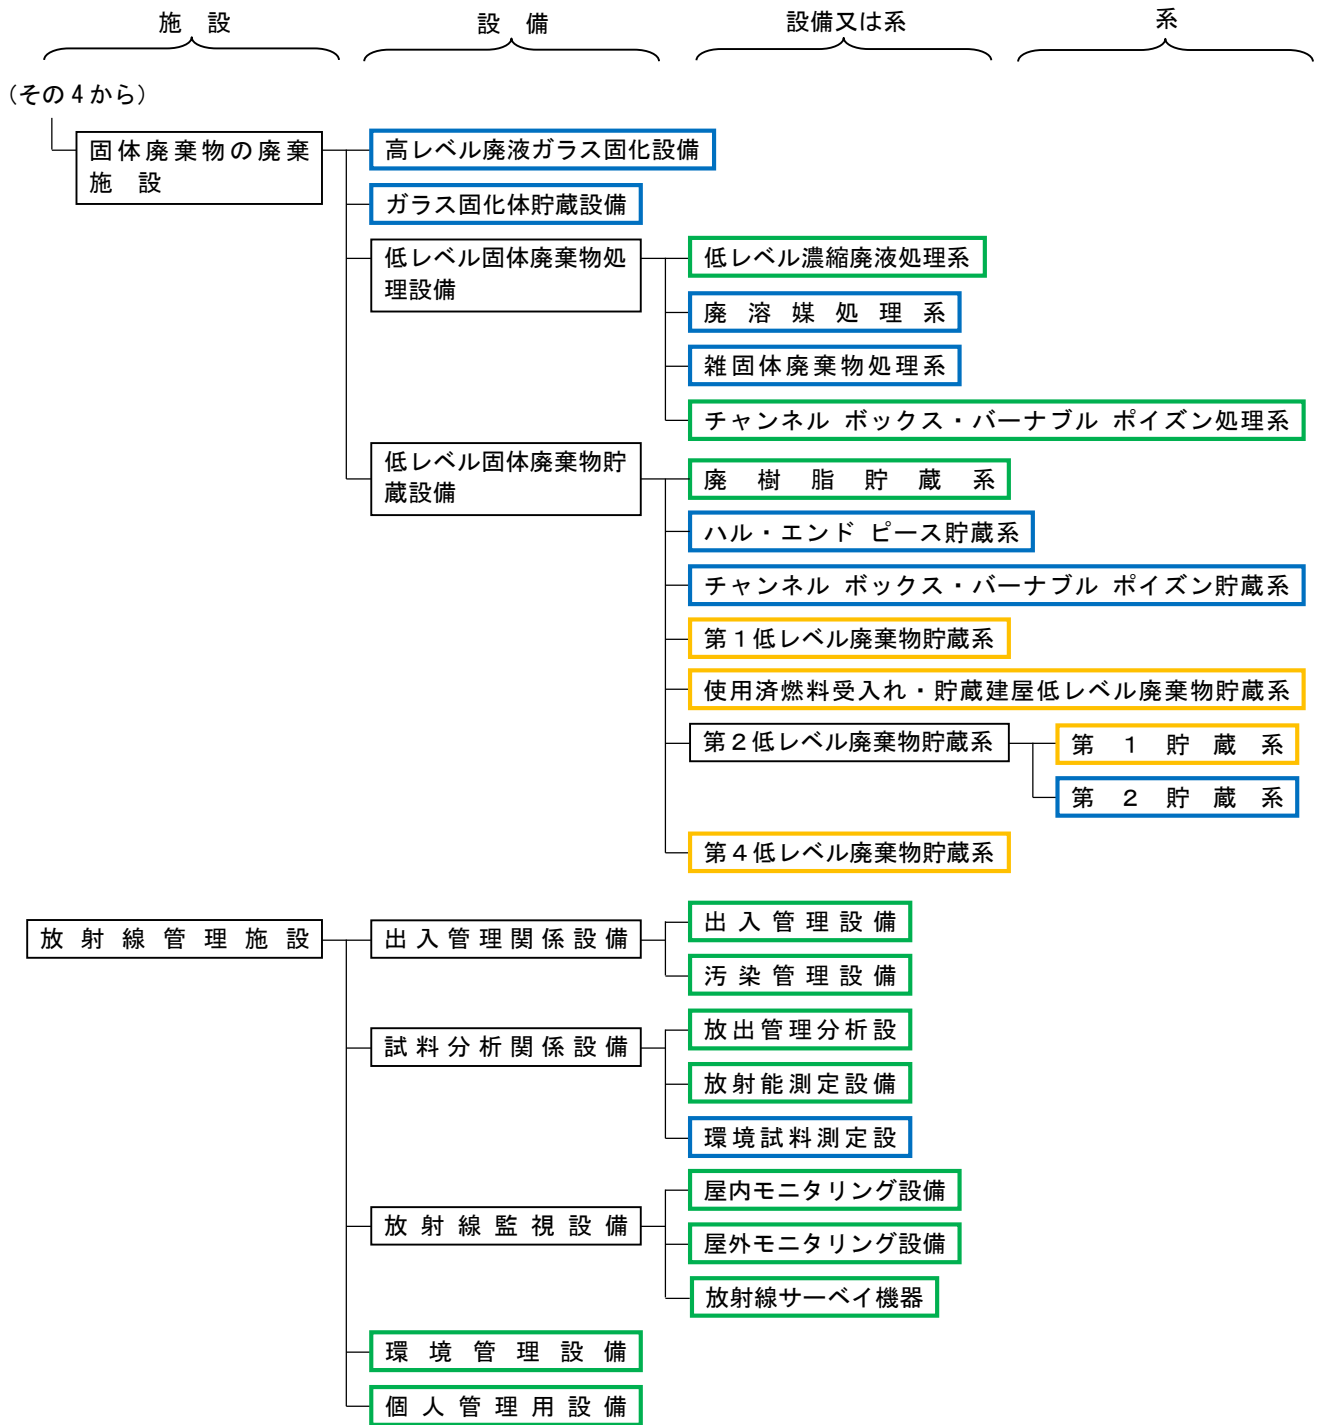 施 設
設 備
設備又は系
系
（その4から）
固体廃棄物の廃棄
施 設
高レベル廃液ガラス固化設備
ガラス固化体貯蔵設備
低レベル固体廃棄物処
理設備
低レベル濃縮廃液処理系
廃溶媒処理系
雑固体廃棄物処理系
チャンネル ボックス・バーナブル ポイズン処理系
低レベル固体廃棄物貯
蔵設備
廃樹脂貯蔵系
ハル・エンド ピース貯蔵系
チャンネル ボックス・バーナブル ポイズン貯蔵系
第1低レベル廃棄物貯蔵系
使用済燃料受入れ・貯蔵建屋低レベル廃棄物貯蔵系
第2低レベル廃棄物貯蔵系
第1貯蔵系
第2貯蔵系
第4低レベル廃棄物貯蔵系
放射線管理施設
出入管理関係設備
出入管理設備
汚染管理設備
試料分析関係設備
放出管理分析設
放射能測定設備
環境試料測定設
放射線監視設備
屋内モニタリング設備
屋外モニタリング設備
放射線サーベイ機器
環境管理設備
個人管理用設備